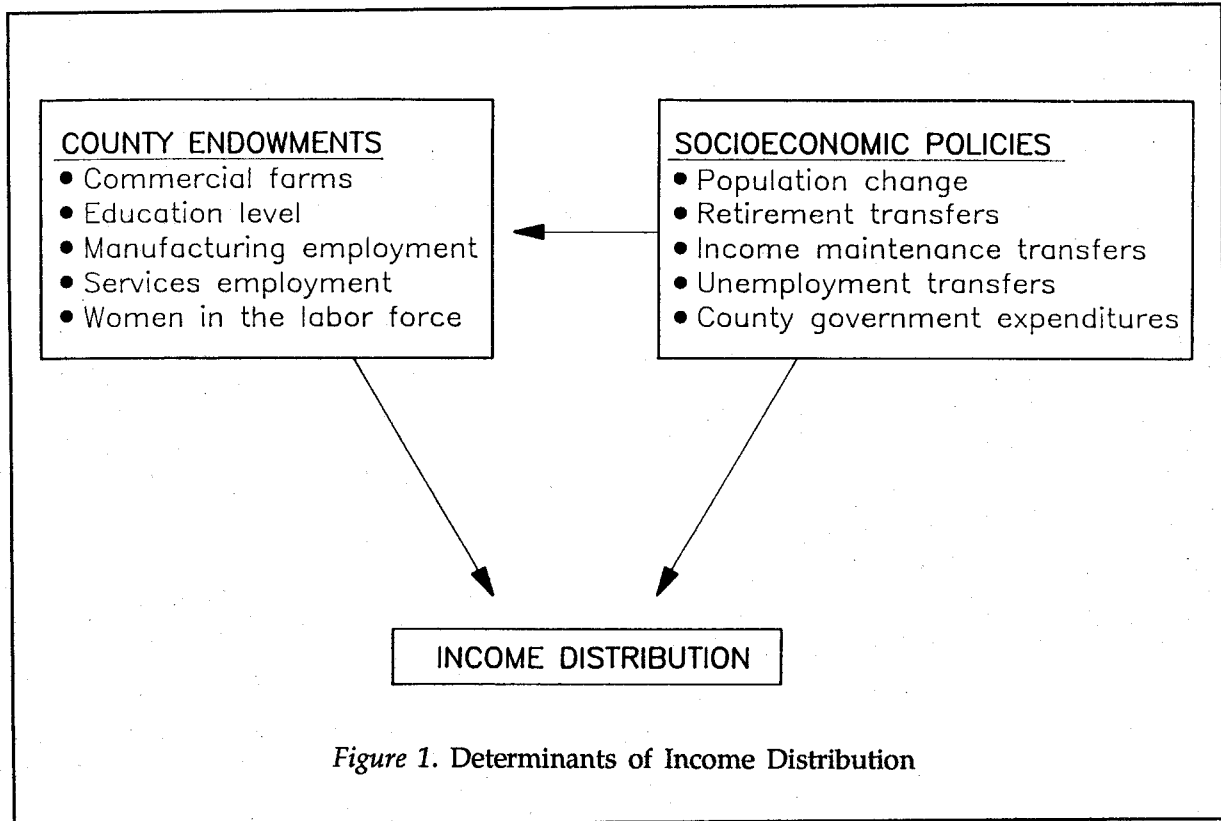 COUNTY ENDOWMENTS
• Commercial farms
• Education level
• Manufacturing employment
• Services employment
• Women in the labor force
SOCIOECONOMIC POLICIES
• Population change
• Retirement transfers
• Income maintenance transfers
• Unemployment transfers
• County government expenditures
INCOME DISTRIBUTION
Figure 1. Determinants of Income Distribution